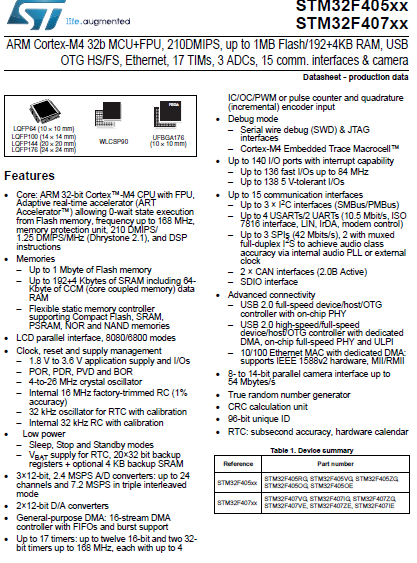 STM32F405xx
STM32F407xx
life.augmented
ARM Cortex-M4 32b MCU+FPU, 210DMIPS, up to 1MB Flash/192+4KB RAM, USB
OTG HS/FS, Ethernet, 17 TIMs, 3 ADCs, 15 comm. interfaces & camera
Datasheet - production data
LQFP64 (10 × 10 mm)
LQFP100 (14 × 14 mm)
LQFP144 (20 × 20 mm)
LQFP176 (24 × 24 mm)
WLCSP90
UFBGA176
(10 × 10 mm)
Features
• Core: ARM 32-bit Cortex™-M4 CPU with FPU,
Adaptive real-time accelerator (ART
Accelerator™) allowing 0-wait state execution
from Flash memory, frequency up to 168 MHz,
memory protection unit, 210 DMIPS/
1.25 DMIPS/MHz (Dhrystone 2.1), and DSP
instructions
• Memories
– Up to 1 Mbyte of Flash memory
– Up to 192+4 Kbytes of SRAM including 64-
Kbyte of CCM (core coupled memory) data
RAM
– Flexible static memory controller
supporting Compact Flash, SRAM,
PSRAM, NOR and NAND memories
• LCD parallel interface, 8080/6800 modes
• Clock, reset and supply management
– 1.8 V to 3.6 V application supply and I/Os
– POR, PDR, PVD and BOR
– 4-to-26 MHz crystal oscillator
– Internal 16 MHz factory-trimmed RC (1%
accuracy)
– 32 kHz oscillator for RTC with calibration
– Internal 32 kHz RC with calibration
• Low power
– Sleep, Stop and Standby modes
– VBAT supply for RTC, 20×32 bit backup
registers + optional 4 KB backup SRAM
• 3×12-bit, 2.4 MSPS A/D converters: up to 24
channels and 7.2 MSPS in triple interleaved
mode
• 2×12-bit D/A converters
• General-purpose DMA: 16-stream DMA
controller with FIFOs and burst support
• Up to 17 timers: up to twelve 16-bit and two 32-
bit timers up to 168 MHz, each with up to 4
IC/OC/PWM or pulse counter and quadrature
(incremental) encoder input
• Debug mode
– Serial wire debug (SWD) & JTAG
interfaces
– Cortex-M4 Embedded Trace Macrocell™
• Up to 140 I/O ports with interrupt capability
– Up to 136 fast I/Os up to 84 MHz
– Up to 138 5 V-tolerant I/Os
• Up to 15 communication interfaces
– Up to 3 × I2C interfaces (SMBus/PMBus)
– Up to 4 USARTs/2 UARTs (10.5 Mbit/s, ISO
7816 interface, LIN, IrDA, modem control)
– Up to 3 SPIs (42 Mbits/s), 2 with muxed
full-duplex I2S to achieve audio class
accuracy via internal audio PLL or external
clock
– 2 × CAN interfaces (2.0B Active)
– SDIO interface
• Advanced connectivity
– USB 2.0 full-speed device/host/OTG
controller with on-chip PHY
– USB 2.0 high-speed/full-speed
device/host/OTG controller with dedicated
DMA, on-chip full-speed PHY and ULPI
– 10/100 Ethernet MAC with dedicated DMA:
supports IEEE 1588v2 hardware, MII/RMII
• 8- to 14-bit parallel camera interface up to
54 Mbytes/s
• True random number generator
• CRC calculation unit
• 96-bit unique ID
• RTC: subsecond accuracy, hardware calendar
Table 1. Device summary
Reference Part number
STM32F405xx STM32F405RG, STM32F405VG, STM32F405ZG,
STM32F405OG, STM32F405OE
STM32F407xx STM32F407VG, STM32F407IG, STM32F407ZG,
STM32F407VE, STM32F407ZE, STM32F407IE